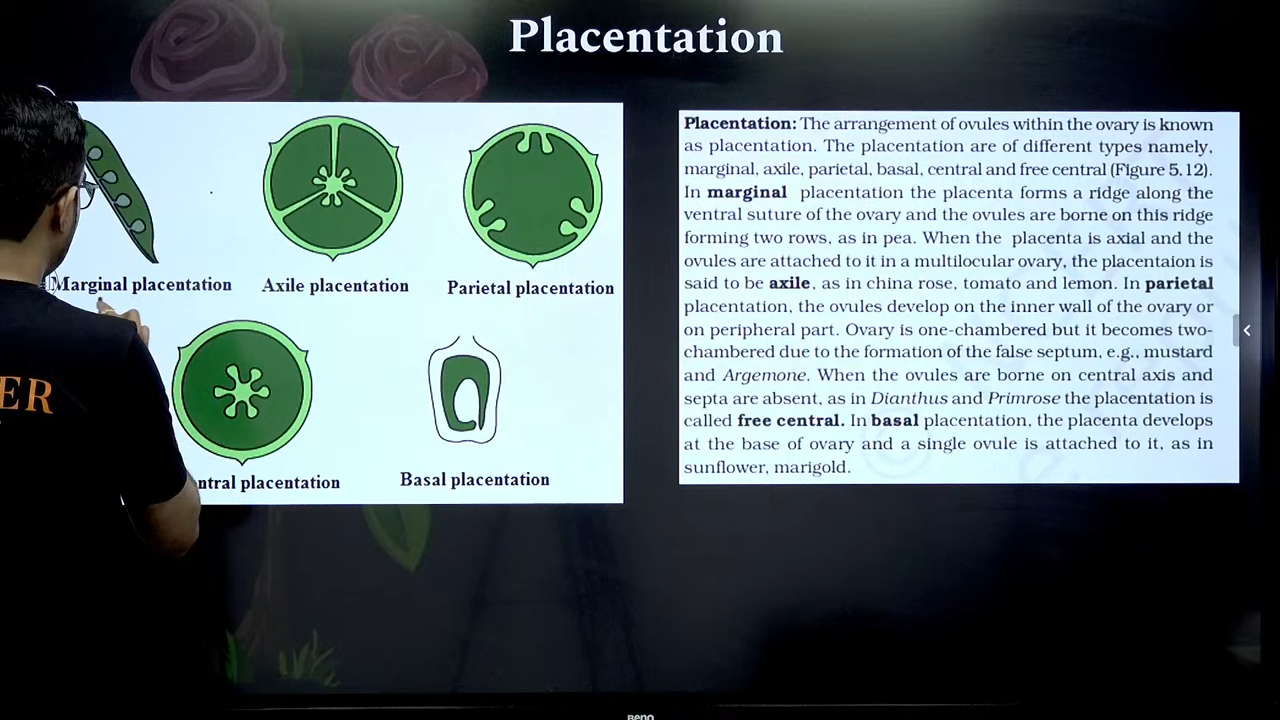 Placentation
Marginal placentation
Axile placentation
Parietal placentation
placentation
Basal placentation
Placentation: The arrangement of ovules within the ovary is known
as placentation. The placentation are of different types namely,
marginal, axile, parietal, basal, central and free central (Figure 5.12).
In marginal placentation the placenta forms a ridge along the
ventral suture of the ovary and the ovules are borne on this ridge
forming two rows, as in pea. When the placenta is axial and the
ovules are attached to it in a multilocular ovary, the placentaion is
said to be axile, as in china rose, tomato and lemon. In parietal
placentation, the ovules develop on the inner wall of the ovary or
on peripheral part. Ovary is one-chambered but it becomes two-
chambered due to the formation of the false septum, e.g., mustard
and Argemone. When the ovules are borne on central axis and
septa are absent, as in Dianthus and Primrose the placentation is
called free central. In basal placentation, the placenta develops
at the base of ovary and a single ovule is attached to it, as in
sunflower, marigold.
ER
BenQ